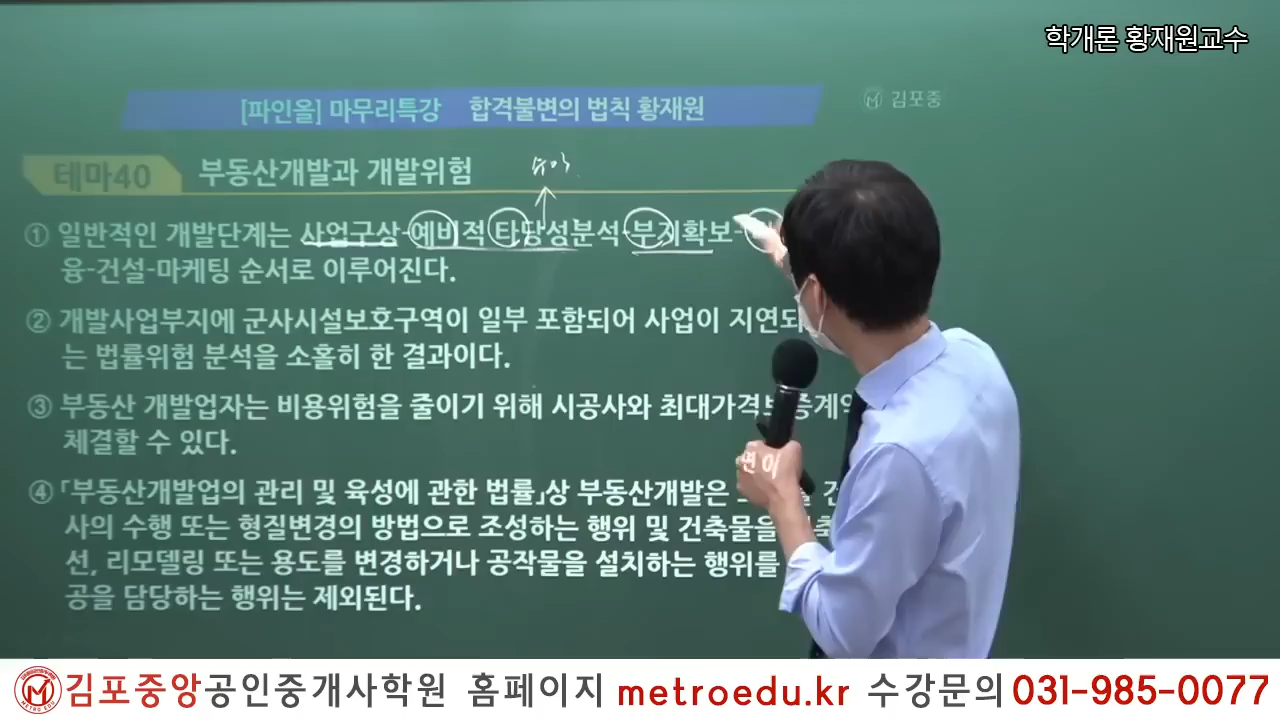 학개론 황재원교수
[파인올] 마무리특강 합격불변의 법칙 황재원
김포중
테마40 부동산개발과 개발위험
① 일반적인 개발단계는 사업구상-예비적 타당성분석-부지확보-
융-건설-마케팅 순서로 이루어진다.
② 개발사업부지에 군사시설보호구역이 일부 포함되어 사업이 지연되
는 법률위험 분석을 소홀히 한 결과이다.
③ 부동산 개발업자는 비용위험을 줄이기 위해 시공사와 최대가격보증계약
체결할 수 있다.
④ 「부동산개발업의 관리 및 육성에 관한 법률」상 부동산개발은
사의 수행 또는 형질변경의 방법으로 조성하는 행위 및 건축물을
선, 리모델링 또는 용도를 변경하거나 공작물을 설치하는 행위를
공을 담당하는 행위는 제외된다.
김포중앙공인중개사학원 홈페이지 metroedu.kr 수강문의 031-985-0077